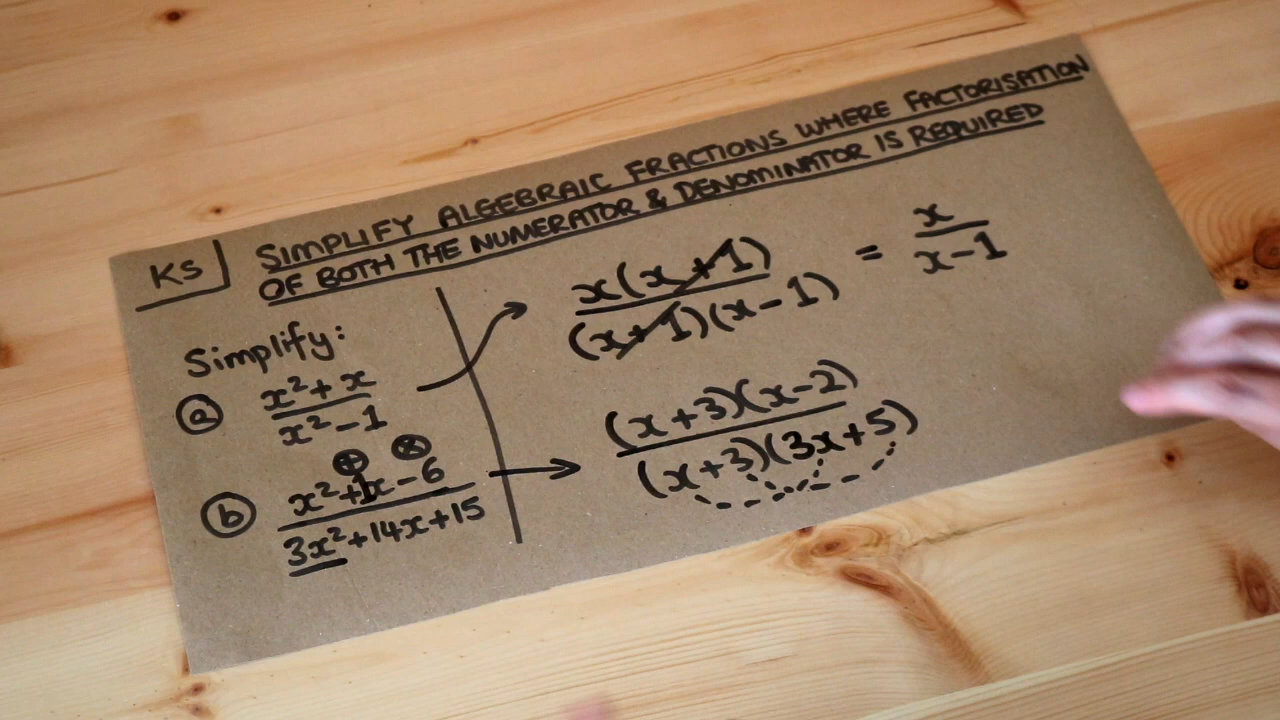 KS
SIMPLIFY ALGEBRAIC FRACTIONS WHERE FACTORISATION
OF BOTH THE NUMERATOR & DENOMINATOR IS REQUIRED
Simplify:
(a) x² + x
x² - 1
x(x + 1)
(x + 1)(x - 1)
= x
x - 1
+ ×
(b) x² + 1x - 6
3x² + 14x + 15
(x + 3)(x - 2)
(x + 3)(3x + 5)